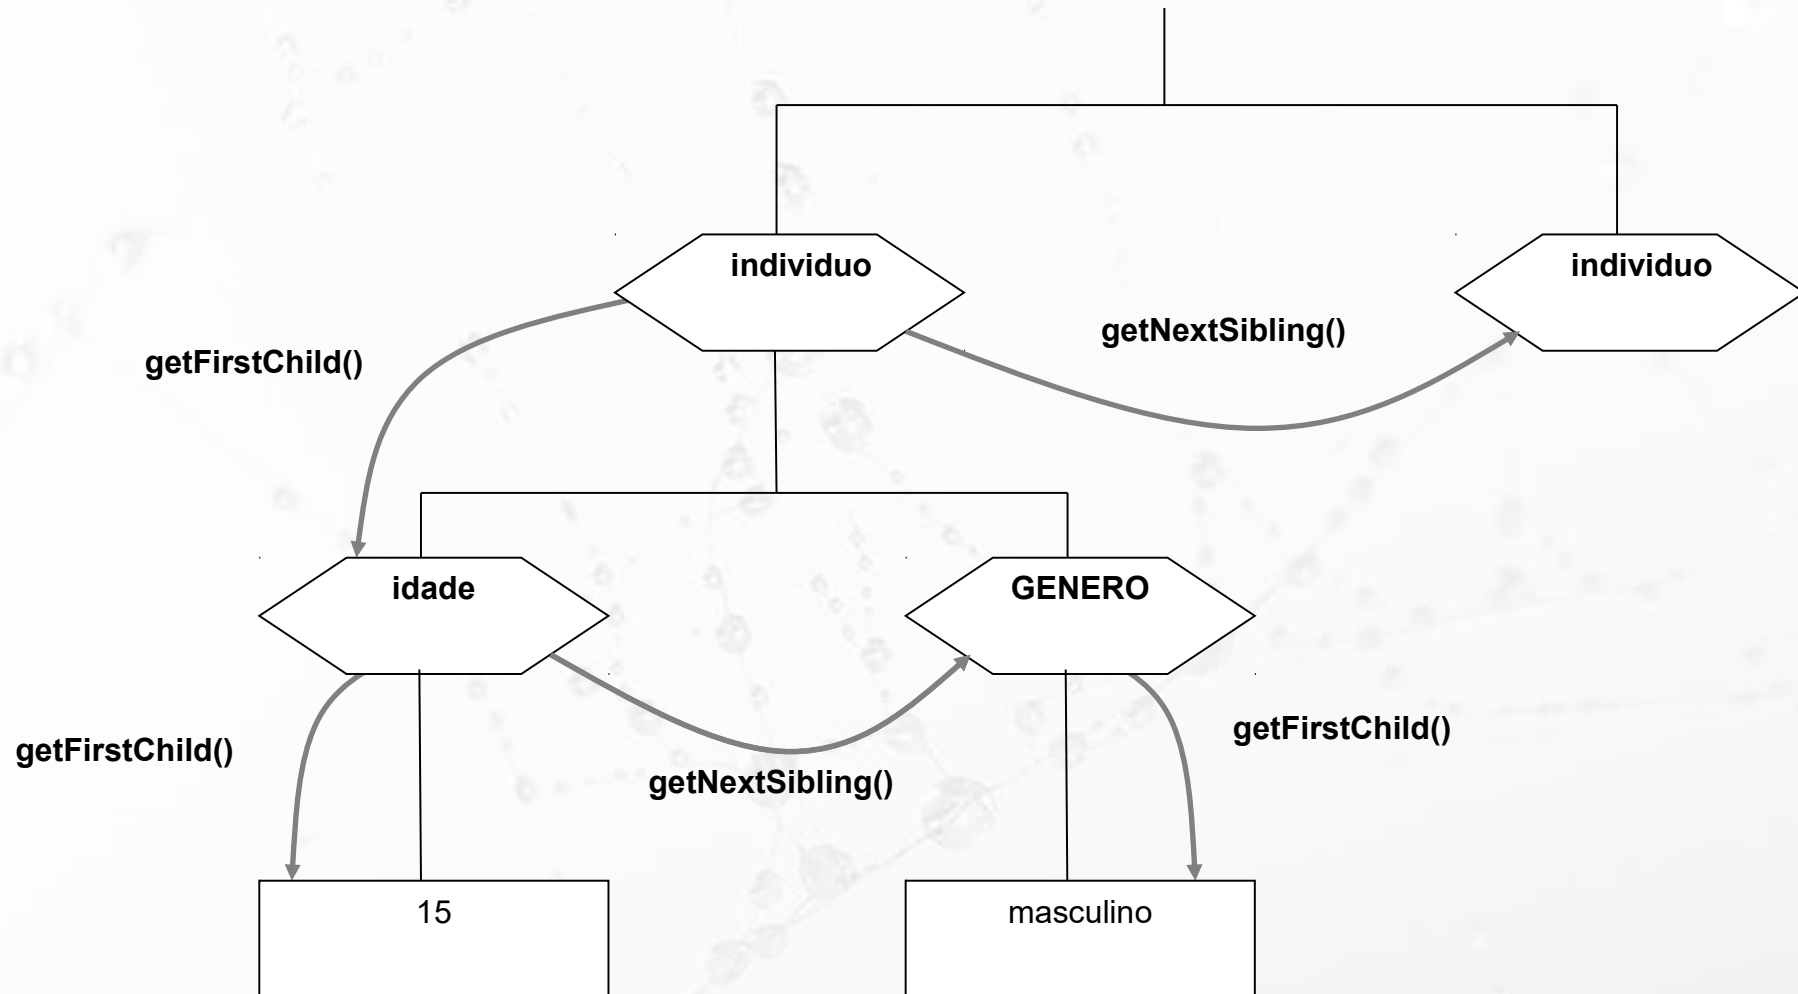 individuo
individuo
getNextSibling()
getFirstChild()
idade
GENERO
getFirstChild()
getNextSibling()
getFirstChild()
15
masculino